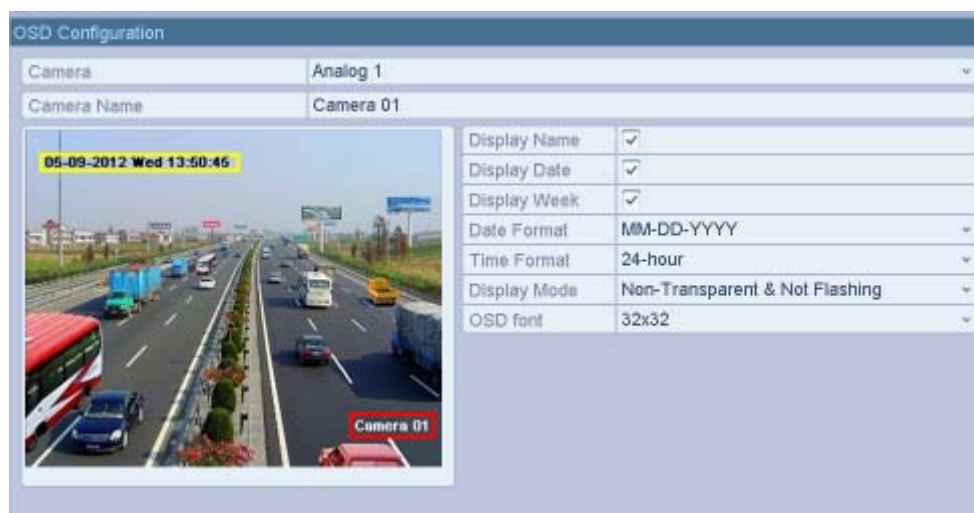 OSD Configuration
Camera Analog 1
Camera Name Camera 01
05-09-2012 Wed 13:50:45
Camera 01
Display Name
Display Date
Display Week
Date Format MM-DD-YYYY
Time Format 24-hour
Display Mode Non-Transparent & Not Flashing
OSD font 32x32